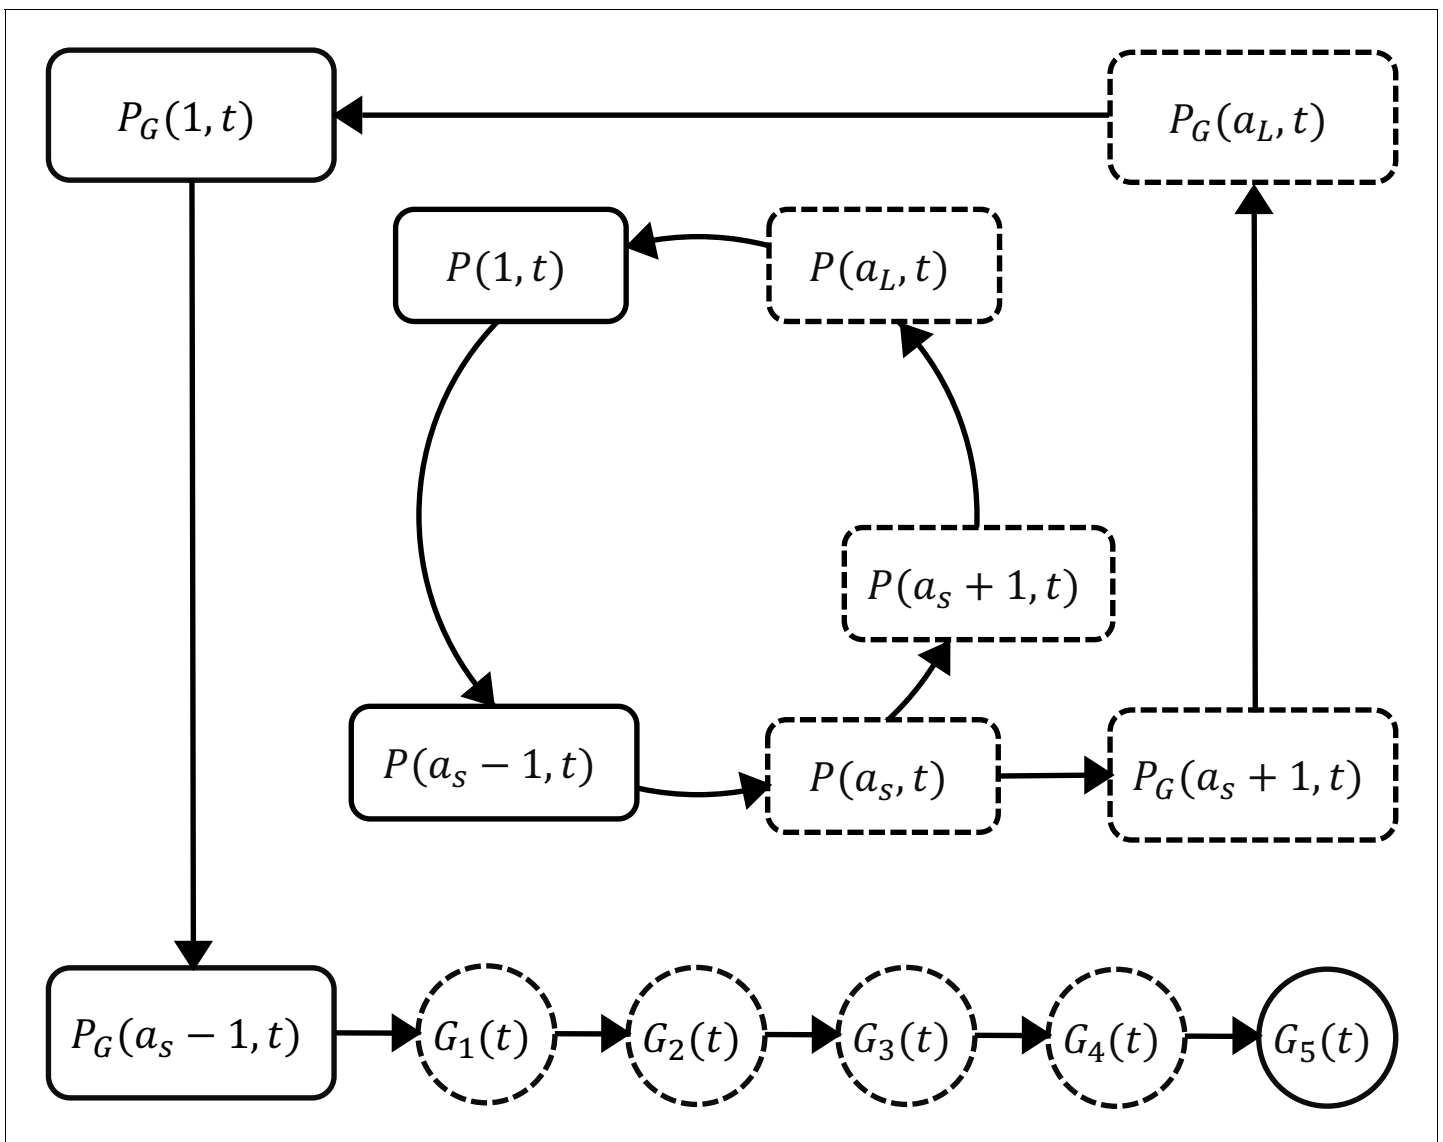 P_G(1, t)
P_G(a_L, t)
P(1, t)
P(a_L, t)
P(a_s + 1, t)
P(a_s − 1, t)
P(a_s, t)
P_G(a_s + 1, t)
P_G(a_s − 1, t)
G_1(t)
G_2(t)
G_3(t)
G_4(t)
G_5(t)